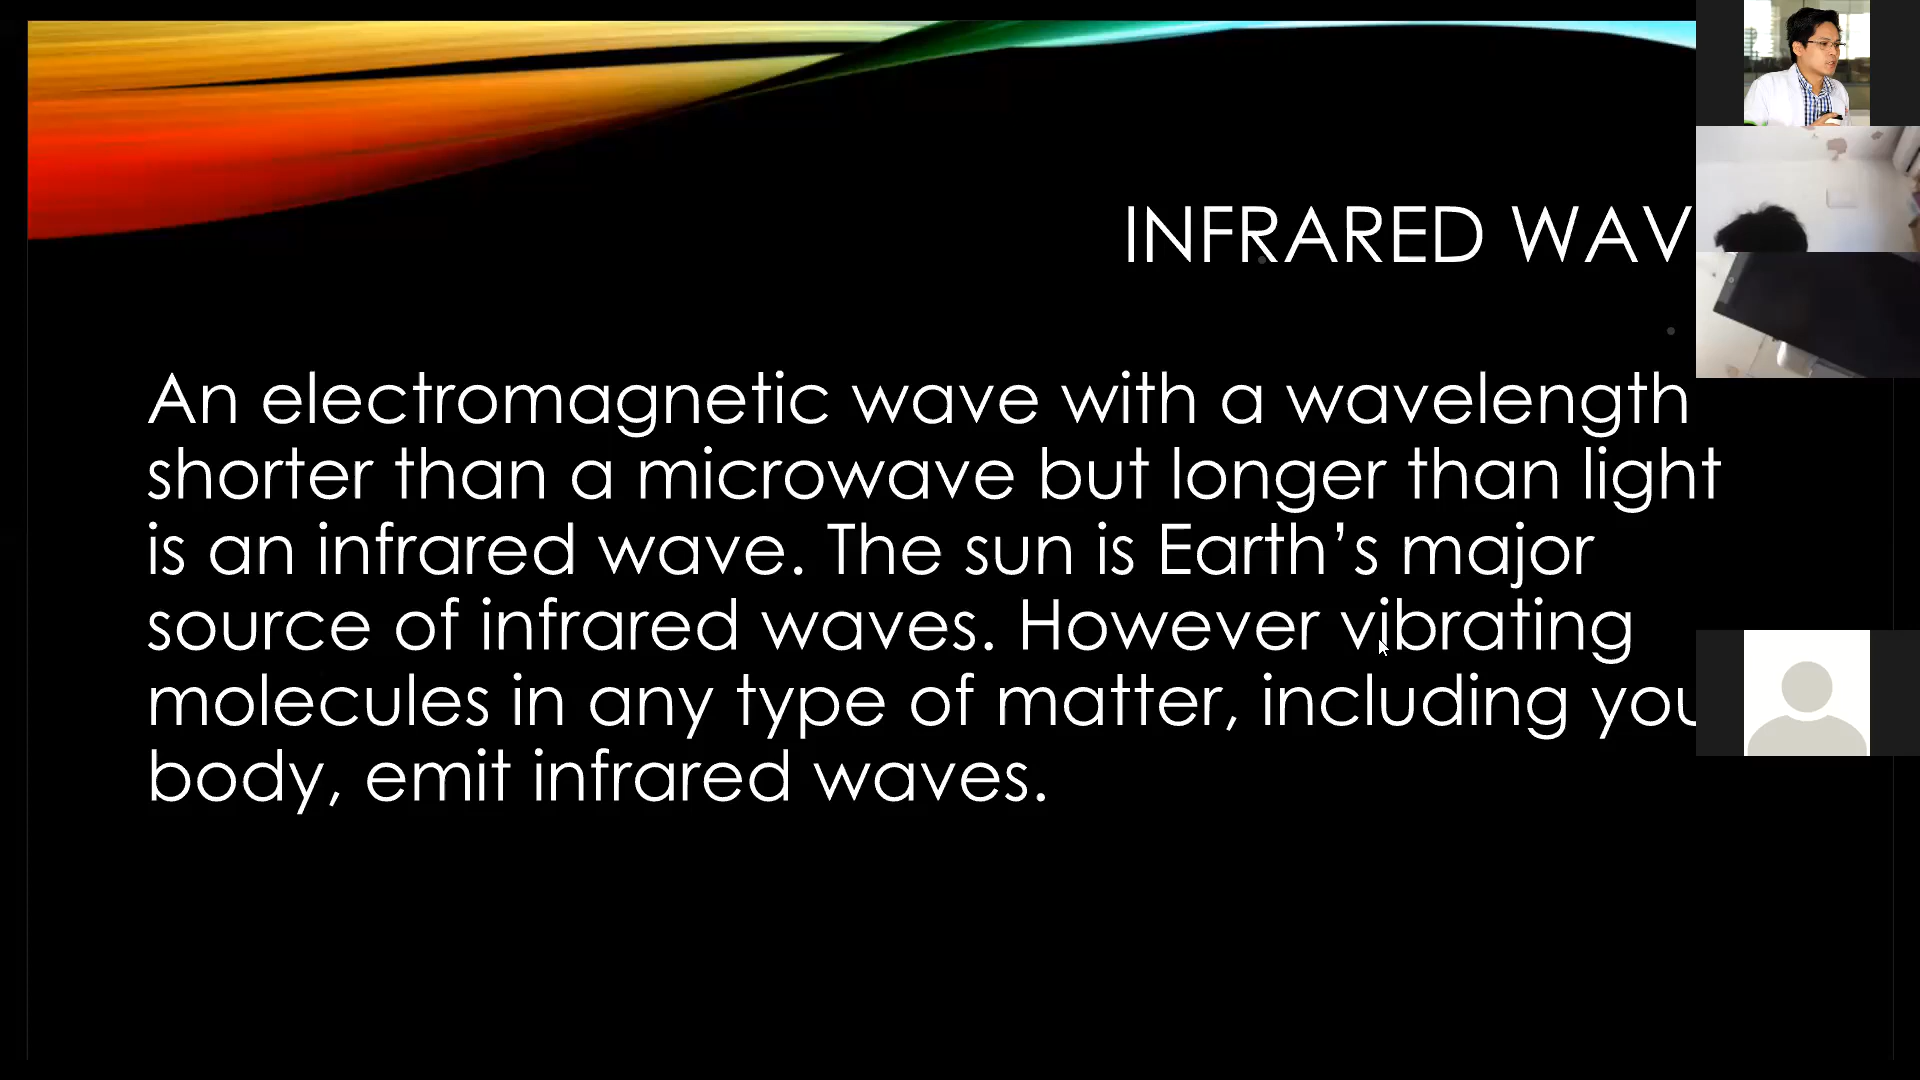 INFRARED WAV
An electromagnetic wave with a wavelength
shorter than a microwave but longer than light
is an infrared wave. The sun is Earth’s major
source of infrared waves. However vibrating
molecules in any type of matter, including you
body, emit infrared waves.